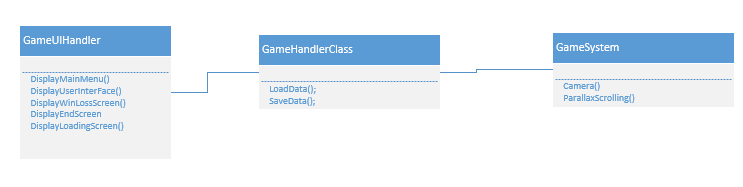 GameUIHandler
DisplayMainMenu()
DisplayUserInterFace()
DisplayWinLossScreen()
DisplayEndScreen
DisplayLoadingScreen()
GameHandlerClass
LoadData();
SaveData();
GameSystem
Camera()
ParallaxScrolling()